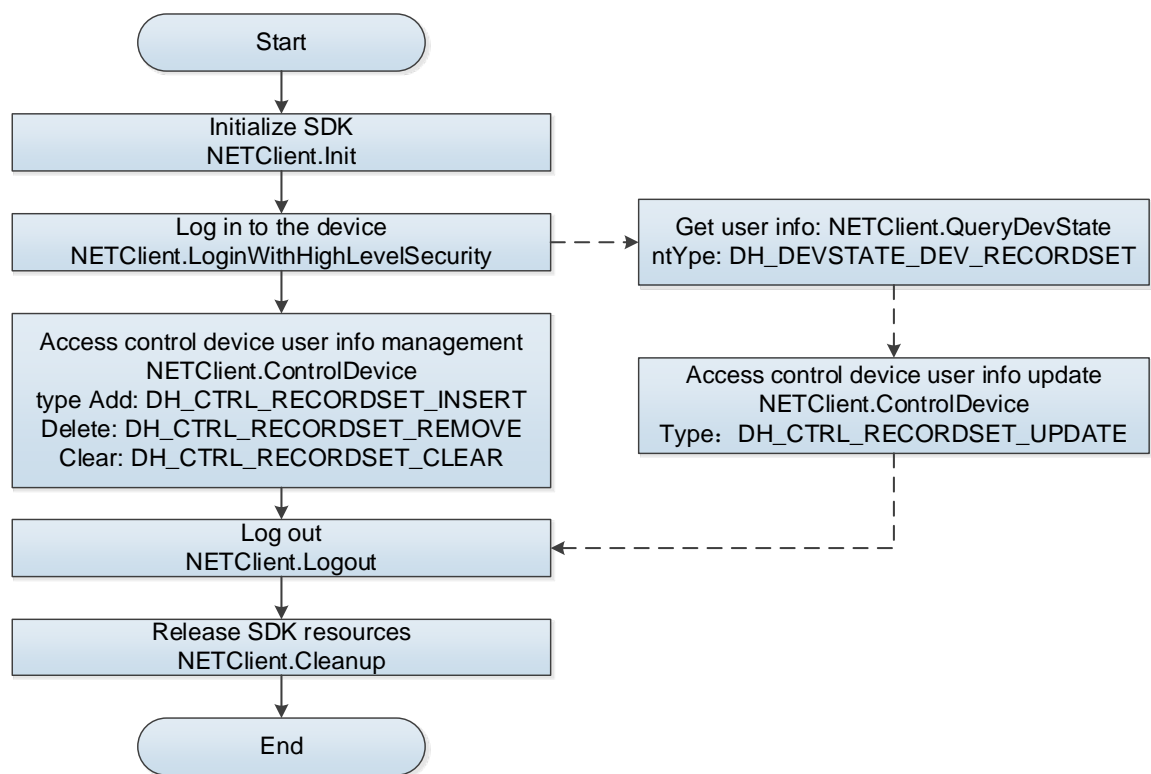 Start
Initialize SDK
NETClient.Init
Log in to the device
NETClient.LoginWithHighLevelSecurity
Get user info: NETClient.QueryDevState
ntYpe: DH_DEVSTATE_DEV_RECORDSET
Access control device user info management
NETClient.ControlDevice
type Add: DH_CTRL_RECORDSET_INSERT
Delete: DH_CTRL_RECORDSET_REMOVE
Clear: DH_CTRL_RECORDSET_CLEAR
Access control device user info update
NETClient.ControlDevice
Type：DH_CTRL_RECORDSET_UPDATE
Log out
NETClient.Logout
Release SDK resources
NETClient.Cleanup
End